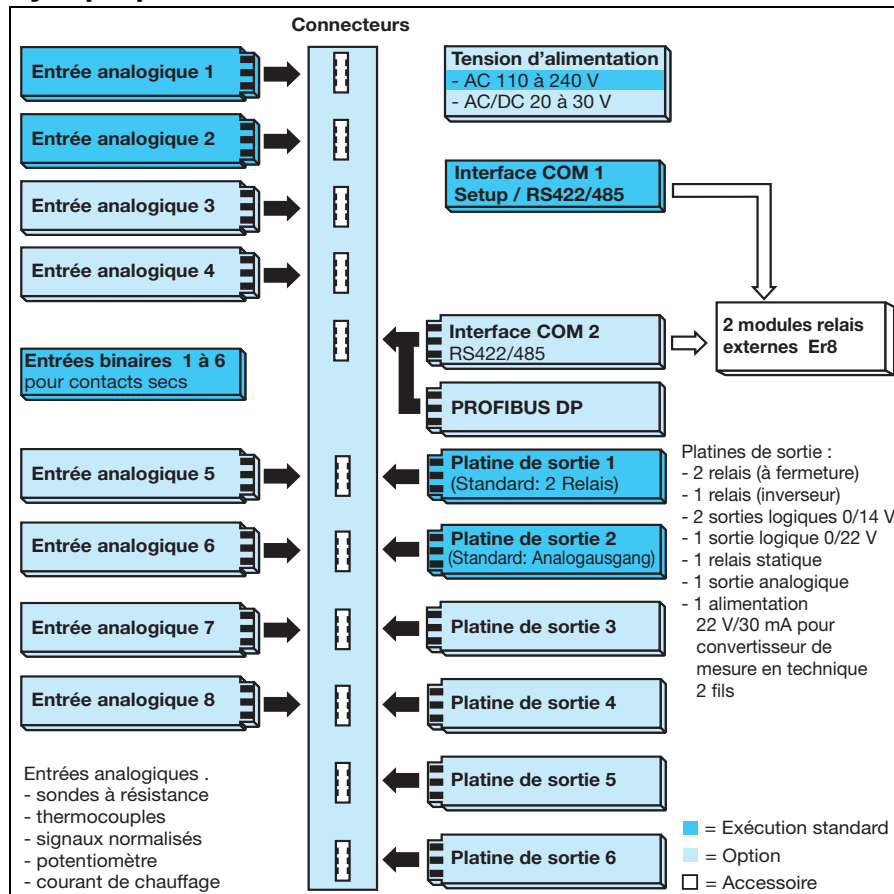 Connecteurs
Entrée analogique 1
Entrée analogique 2
Entrée analogique 3
Entrée analogique 4
Entrées binaires 1 à 6
pour contacts secs
Entrée analogique 5
Entrée analogique 6
Entrée analogique 7
Entrée analogique 8
Entrées analogiques .
- sondes à résistance
- thermocouples
- signaux normalisés
- potentiomètre
- courant de chauffage
Tension d'alimentation
- AC 110 à 240 V
- AC/DC 20 à 30 V
Interface COM 1
Setup / RS422/485
Interface COM 2
RS422/485
2 modules relais
externes Er8
PROFIBUS DP
Platine de sortie 1
(Standard: 2 Relais)
Platine de sortie 2
(Standard: Analogausgang)
Platine de sortie 3
Platine de sortie 4
Platine de sortie 5
Platine de sortie 6
Platines de sortie :
- 2 relais (à fermeture)
- 1 relais (inverseur)
- 2 sorties logiques 0/14 V
- 1 sortie logique 0/22 V
- 1 relais statique
- 1 sortie analogique
- 1 alimentation
22 V/30 mA pour
convertisseur de
mesure en technique
2 fils
= Exécution standard
= Option
= Accessoire